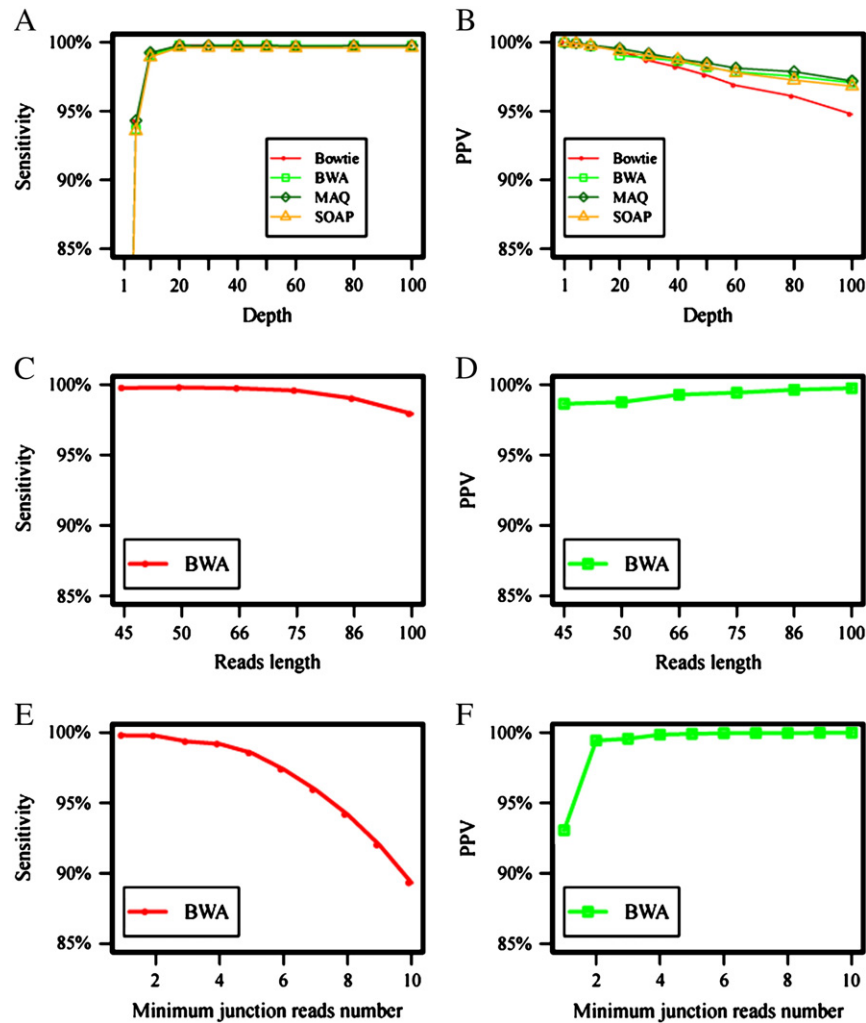 A
100%
95%
90%
85%
Sensitivity
Bowtie
BWA
MAQ
SOAP
1 20 40 60 80 100
Depth
B
100%
95%
90%
85%
PPV
Bowtie
BWA
MAQ
SOAP
1 20 40 60 80 100
Depth
C
100%
95%
90%
85%
Sensitivity
BWA
45 50 66 75 86 100
Reads length
D
100%
95%
90%
85%
PPV
BWA
45 50 66 75 86 100
Reads length
E
100%
95%
90%
85%
Sensitivity
BWA
2 4 6 8 10
Minimum junction reads number
F
100%
95%
90%
85%
PPV
BWA
2 4 6 8 10
Minimum junction reads number